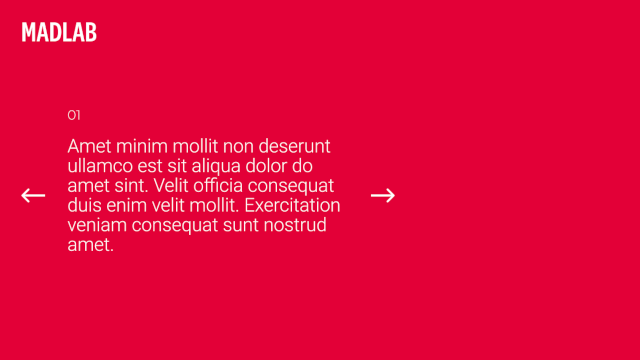 MADLAB
01
Amet minim mollit non deserunt
ullamco est sit aliqua dolor do
amet sint. Velit officia consequat
duis enim velit mollit. Exercitation
veniam consequat sunt nostrud
amet.